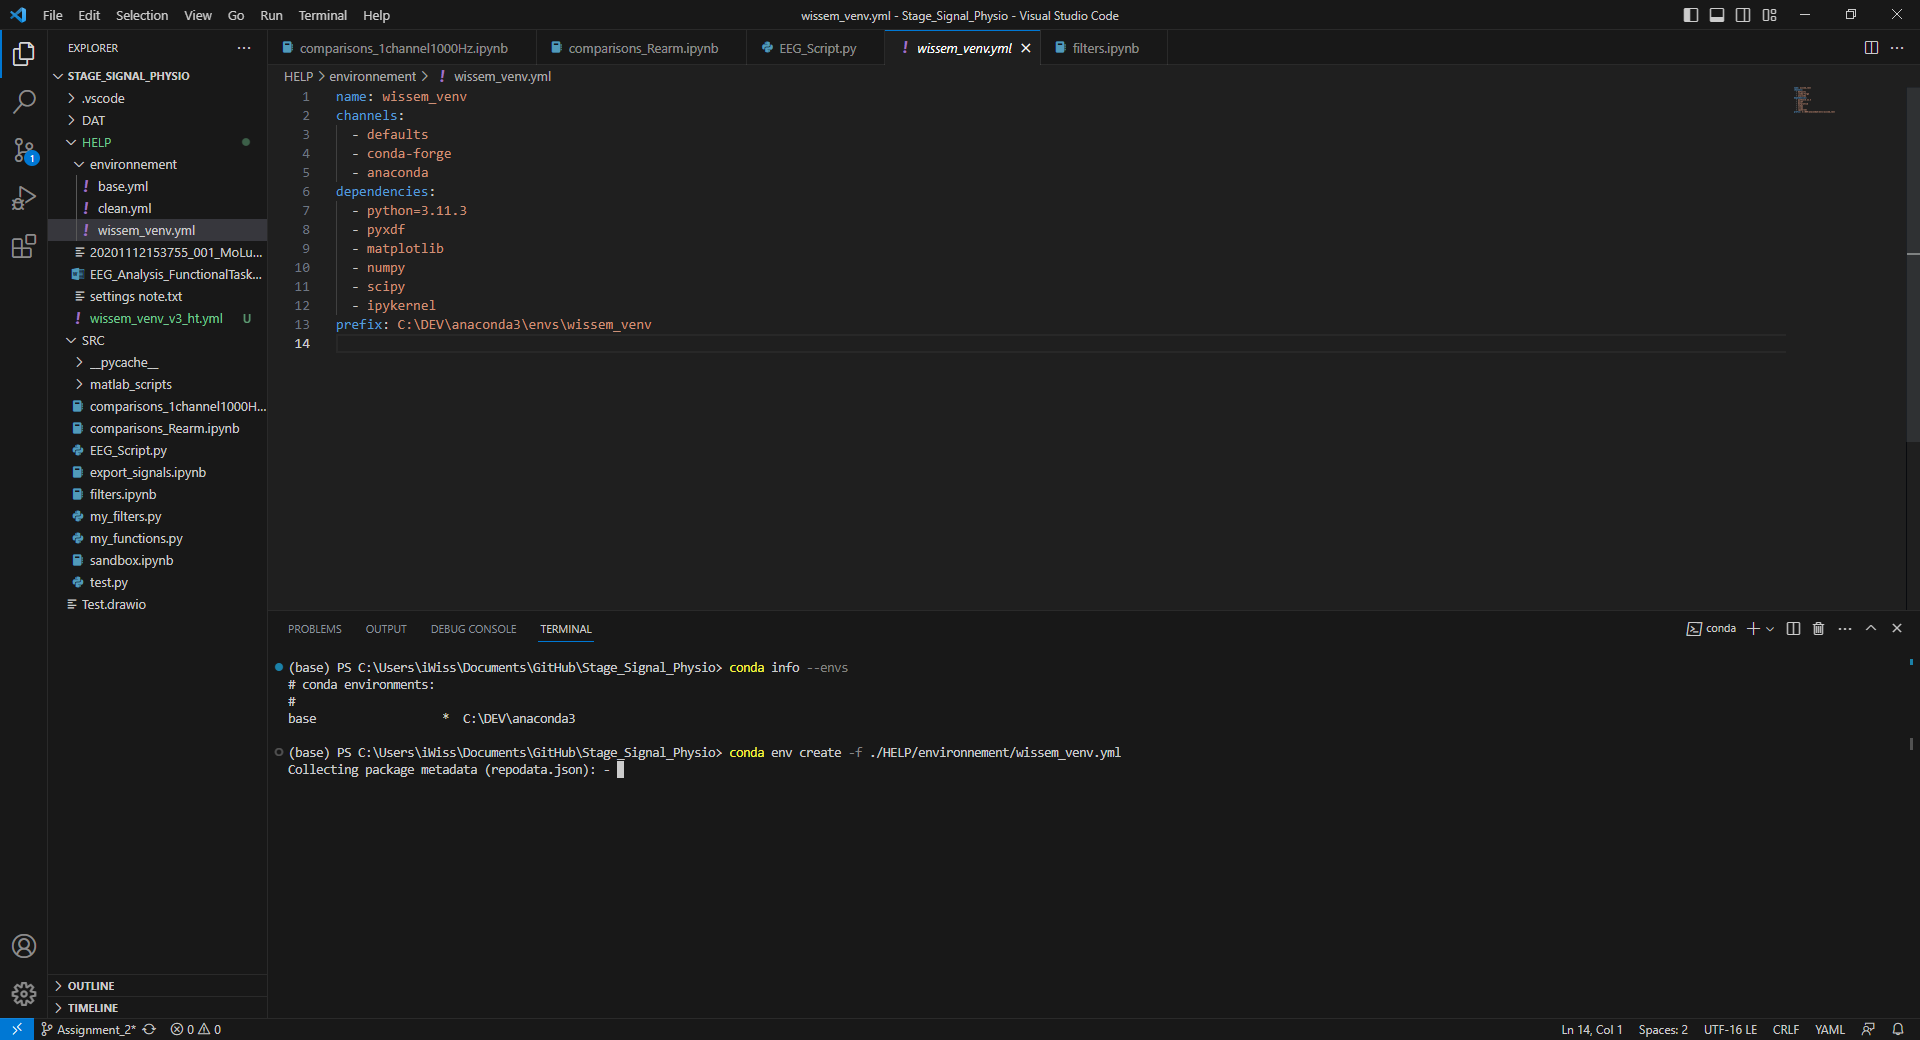 File Edit Selection View Go Run Terminal Help
wissem_venv.yml - Stage_Signal_Physio - Visual Studio Code
EXPLORER
STAGE_SIGNAL_PHYSIO
.vscode
DAT
HELP
environnement
! base.yml
! clean.yml
! wissem_venv.yml
20201112153755_001_MoLu...
EEG_Analysis_FunctionalTask...
settings note.txt
! wissem_venv_v3_ht.yml U
SRC
__pycache__
matlab_scripts
comparisons_1channel1000H...
comparisons_Rearm.ipynb
EEG_Script.py
export_signals.ipynb
filters.ipynb
my_filters.py
my_functions.py
sandbox.ipynb
test.py
Test.drawio
OUTLINE
TIMELINE
1
comparisons_1channel1000Hz.ipynb comparisons_Rearm.ipynb EEG_Script.py ! wissem_venv.yml filters.ipynb
HELP > environnement > ! wissem_venv.yml
1 name: wissem_venv
2 channels:
3   - defaults
4   - conda-forge
5   - anaconda
6 dependencies:
7   - python=3.11.3
8   - pyxdf
9   - matplotlib
10   - numpy
11   - scipy
12   - ipykernel
13 prefix: C:\DEV\anaconda3\envs\wissem_venv
14
PROBLEMS OUTPUT DEBUG CONSOLE TERMINAL
conda
(base) PS C:\Users\iWiss\Documents\GitHub\Stage_Signal_Physio> conda info --envs
# conda environments:
#
base                  *  C:\DEV\anaconda3
(base) PS C:\Users\iWiss\Documents\GitHub\Stage_Signal_Physio> conda env create -f ./HELP/environnement/wissem_venv.yml
Collecting package metadata (repodata.json): -
Assignment_2* 0 0
Ln 14, Col 1 Spaces: 2 UTF-16 LE CRLF YAML